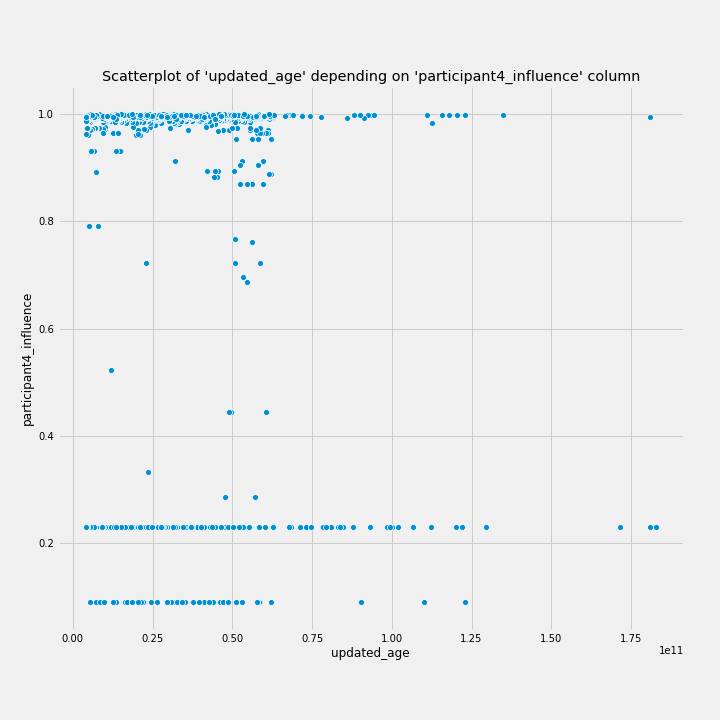 Scatterplot of 'updated_age' depending on 'participant4_influence' column
participant4_influence
1.0
0.8
0.6
0.4
0.2
0.00 0.25 0.50 0.75 1.00 1.25 1.50 1.75
1e11
updated_age